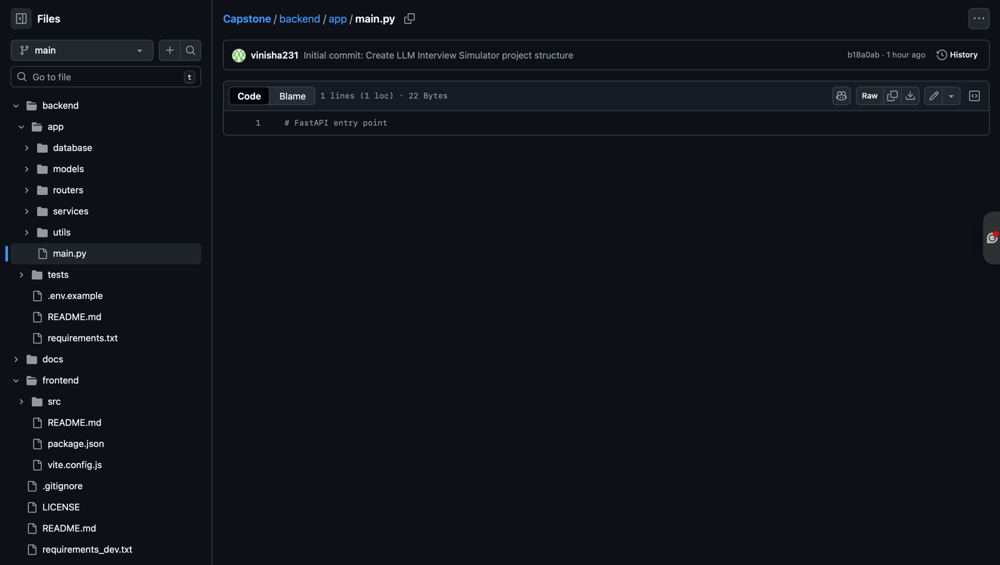 Files
main
Go to file
t
backend
app
database
models
routers
services
utils
main.py
tests
.env.example
README.md
requirements.txt
docs
frontend
src
README.md
package.json
vite.config.js
.gitignore
LICENSE
README.md
requirements_dev.txt
Capstone / backend / app / main.py
vinisha231 Initial commit: Create LLM Interview Simulator project structure
b18a0ab · 1 hour ago History
Code Blame 1 lines (1 loc) · 22 Bytes
Raw
1 # FastAPI entry point